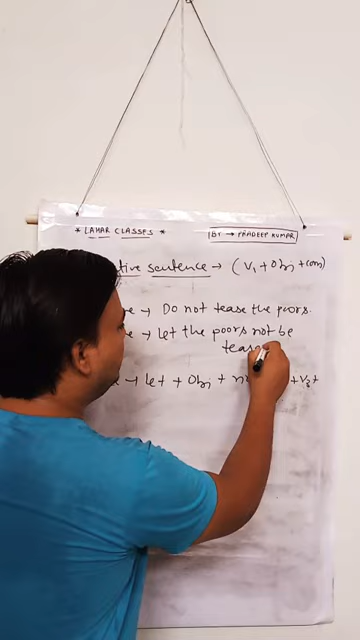 * LAHAR CLASSES *
BY → PRADEEP KUMAR
tive sentence → (V₁ + Obj + com)
e → Do not tease the poors.
e → Let the poors not be
teas
→ let + Obj + n + V₃ +